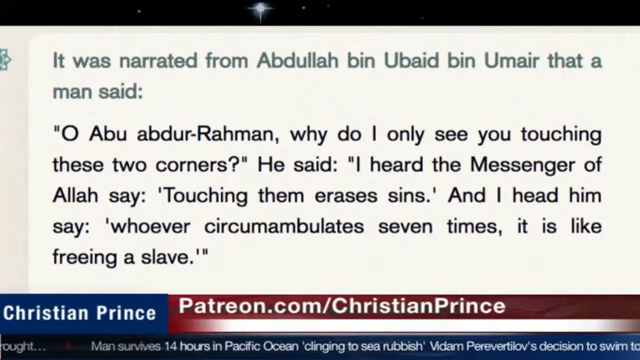 It was narrated from Abdullah bin Ubaid bin Umair that a
man said:
"O Abu abdur-Rahman, why do I only see you touching
these two corners?" He said: "I heard the Messenger of
Allah say: 'Touching them erases sins.' And I head him
say: 'whoever circumambulates seven times, it is like
freeing a slave.'"
Christian Prince
Patreon.com/ChristianPrince
Man survives 14 hours in Pacific Ocean 'clinging to sea rubbish' Vidam Perevertilov's decision to swim to